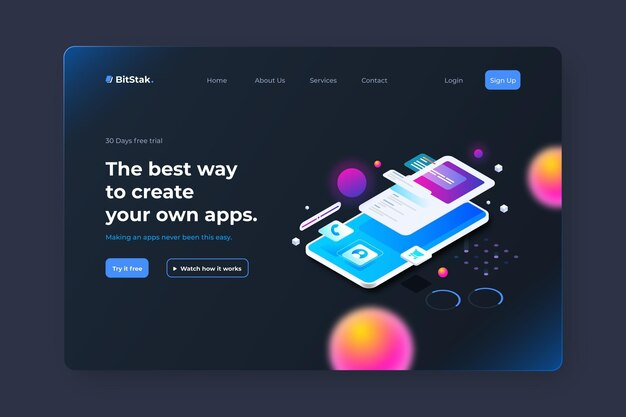 BitStak.
Home
About Us
Services
Contact
Login
Sign Up
30 Days free trial
The best way
to create
your own apps.
Making an apps never been this easy.
Try it free
Watch how it works